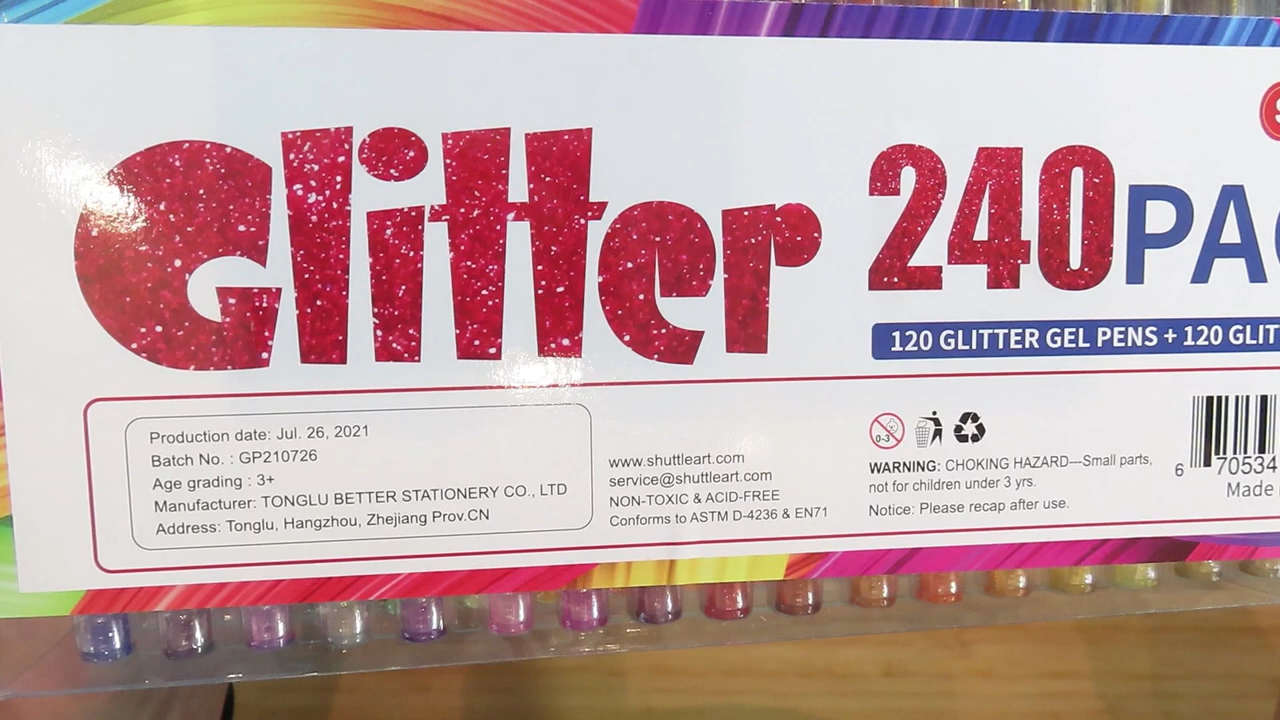 Glitter
240PAC
120 GLITTER GEL PENS + 120 GLIT
Production date: Jul. 26, 2021
Batch No. : GP210726
Age grading : 3+
Manufacturer: TONGLU BETTER STATIONERY CO., LTD
Address: Tonglu, Hangzhou, Zhejiang Prov.CN
www.shuttleart.com
service@shuttleart.com
NON-TOXIC & ACID-FREE
Conforms to ASTM D-4236 & EN71
0-3
WARNING: CHOKING HAZARD—Small parts,
not for children under 3 yrs.
Notice: Please recap after use.
6 70534
Made